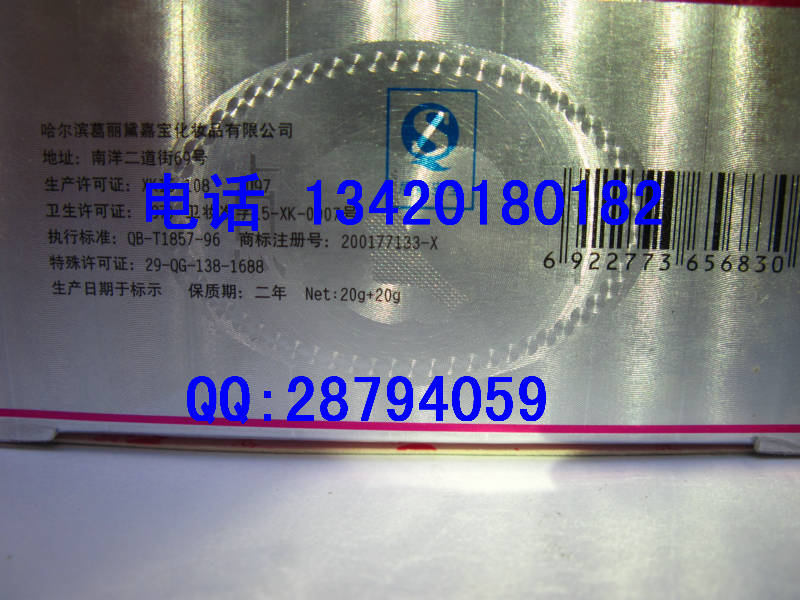 哈尔滨葛丽黛嘉宝化妆品有限公司
地址：南洋二道街69号
生产许可证：
电话 13420180182
卫生许可证：
执行标准：QB-T1857-96 商标注册号：200177133-X
特殊许可证：29-QG-138-1688
生产日期于标示 保质期：二年 Net:20g+20g
6 922773 656830
QQ:28794059